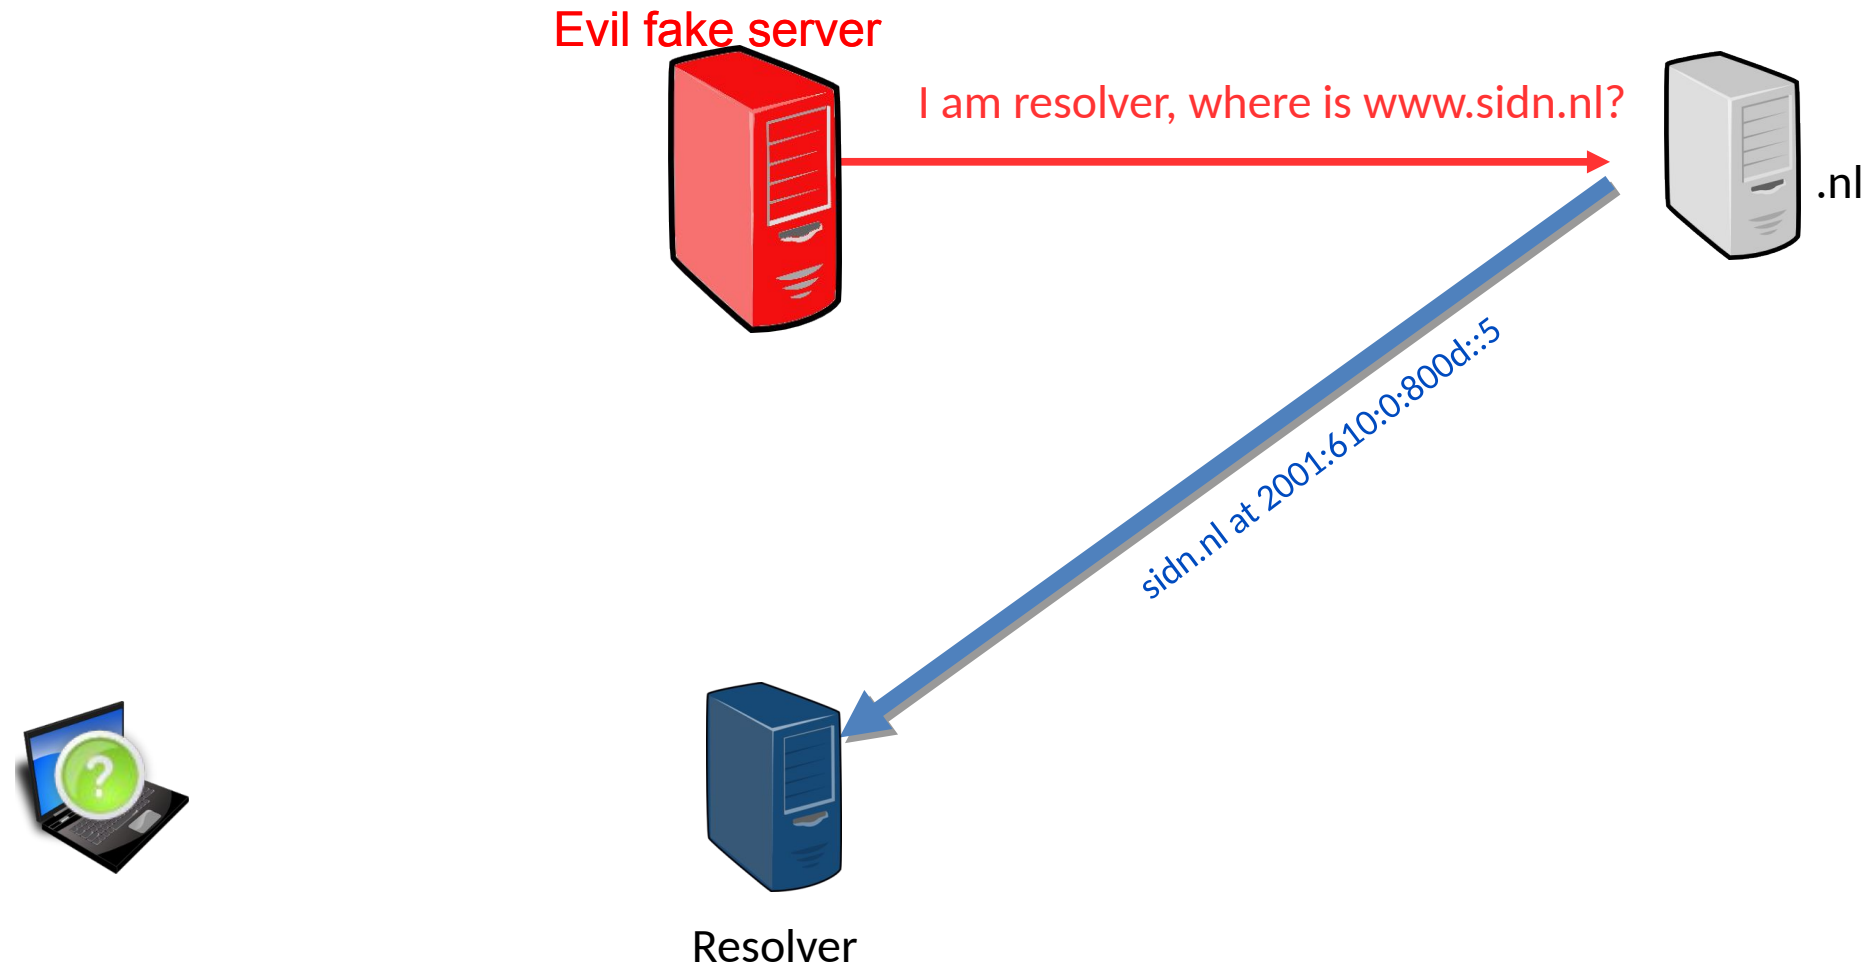 Evil fake server
I am resolver, where is www.sidn.nl?
.nl
sidn.nl at 2001:610:0:800d::5
?
Resolver